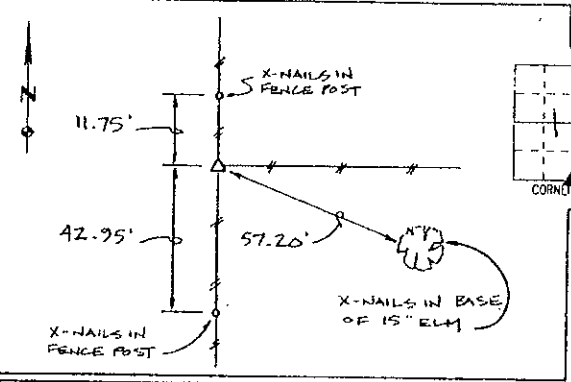 X-NAILS IN
FENCE POST
N
11.75'
42.95'
57.20'
X-NAILS IN BASE
OF 15" ELM
X-NAILS IN
FENCE POST